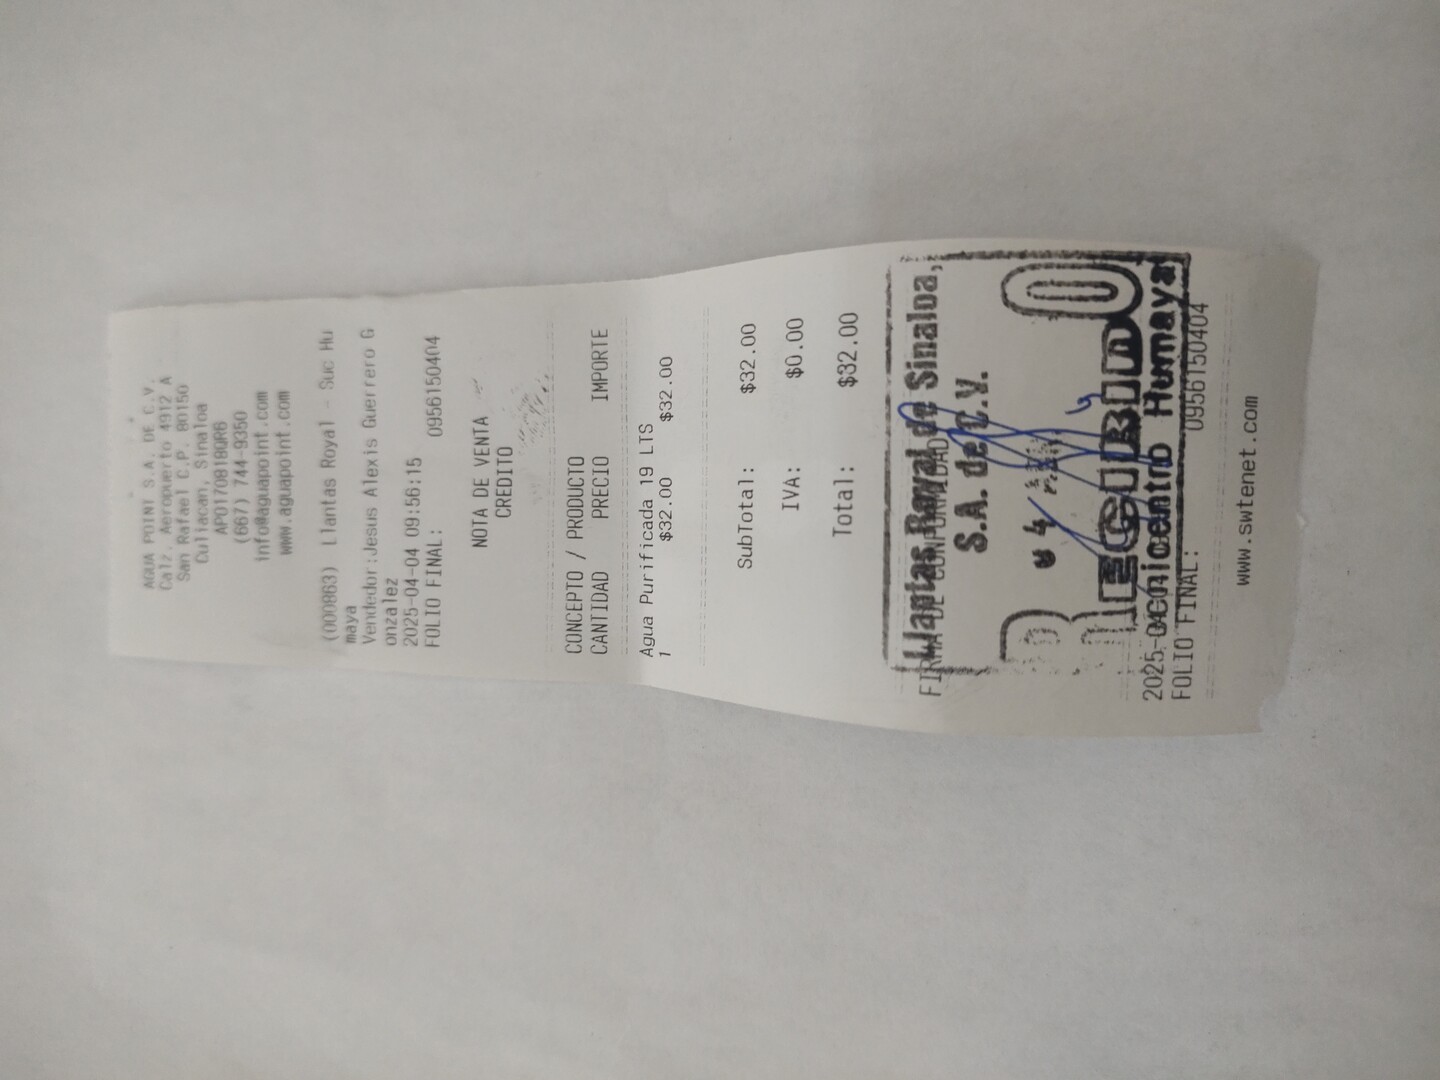 AGUA POINT S.A. DE C.V.
Calz. Aeropuerto 4912 A
San Rafael C.P. 80150
Culiacan, Sinaloa
APO170918QR6
(667) 744-9350
info@aguapoint.com
www.aguapoint.com
(000863) Llantas Royal - Suc Hu
maya
Vendedor:Jesus Alexis Guerrero G
onzalez
2025-04-04 09:56:15
FOLIO FINAL: 0956150404
NOTA DE VENTA
CREDITO
CONCEPTO / PRODUCTO
CANTIDAD PRECIO IMPORTE
Agua Purificada 19 LTS
1 $32.00 $32.00
SubTotal: $32.00
IVA: $0.00
Total: $32.00
Llantas Royal de Sinaloa,
FIRMA DE CONFORMIDAD
S.A. de C.V.
RECIBIDO
Humaya
FOLIO FINAL: 0956150404
www.swtenet.com